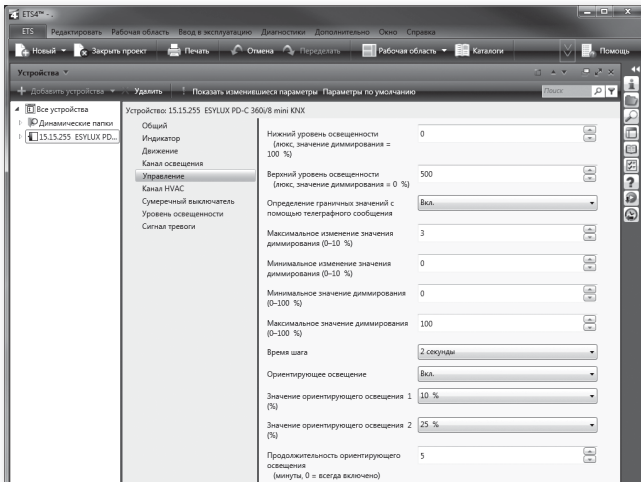 ETS4™ - .
ETS Редактировать Рабочая область Ввод в эксплуатацию Диагностики Дополнительно Окно Справка
Новый Закрыть проект Печать Отмена Переделать Рабочая область Каталоги Помощь
Устройства
Добавить устройства Удалить Показать изменившиеся параметры Параметры по умолчанию Поиск
Все устройства
Динамические папки
15.15.255 ESYLUX PD...
Устройство: 15.15.255 ESYLUX PD-C 360i/8 mini KNX
Общий
Индикатор
Движение
Канал освещения
Управление
Канал HVAC
Сумеречный выключатель
Уровень освещенности
Сигнал тревоги
Нижний уровень освещенности 0
(люкс, значение диммирования =
100 %)
Верхний уровень освещенности 500
(люкс, значение диммирования = 0 %)
Определение граничных значений с Вкл.
помощью телеграфного сообщения
Максимальное изменение значения 3
диммирования (0–10 %)
Минимальное изменение значения 0
диммирования (0–10 %)
Минимальное значение диммирования 0
(0–100 %)
Максимальное значение диммирования 100
(0–100 %)
Время шага 2 секунды
Ориентирующее освещение Вкл.
Значение ориентирующего освещения 1 10 %
(%)
Значение ориентирующего освещения 2 25 %
(%)
Продолжительность ориентирующего 5
освещения
(минуты, 0 = всегда включено)